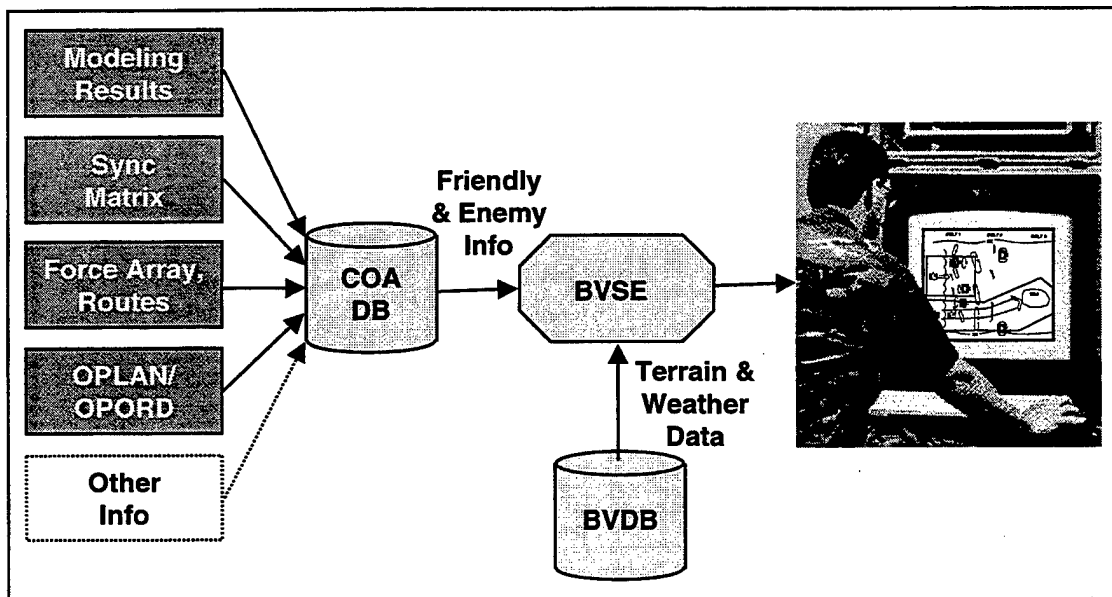 Modeling
Results
Sync
Matrix
Force Array,
Routes
OPLAN/
OPORD
Other
Info
COA
DB
Friendly
& Enemy
Info
BVSE
Terrain &
Weather
Data
BVDB